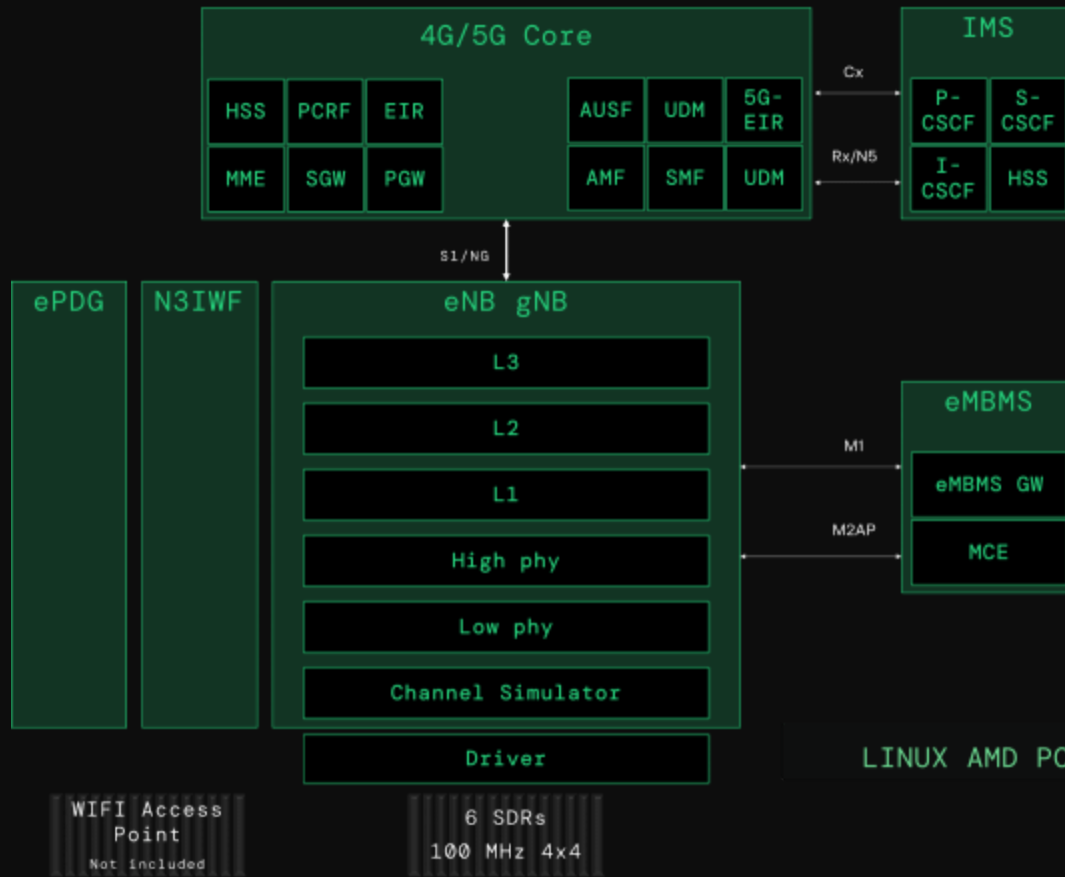 4G/5G Core
HSS
PCRF
EIR
AUSF
UDM
5G-
EIR
MME
SGW
PGW
AMF
SMF
UDM
Cx
Rx/N5
IMS
P-
CSCF
S-
CSCF
I-
CSCF
HSS
S1/NG
ePDG
N3IWF
eNB gNB
L3
L2
L1
High phy
Low phy
Channel Simulator
Driver
M1
M2AP
eMBMS
eMBMS GW
MCE
LINUX AMD PC
WIFI Access
Point
Not included
6 SDRs
100 MHz 4x4